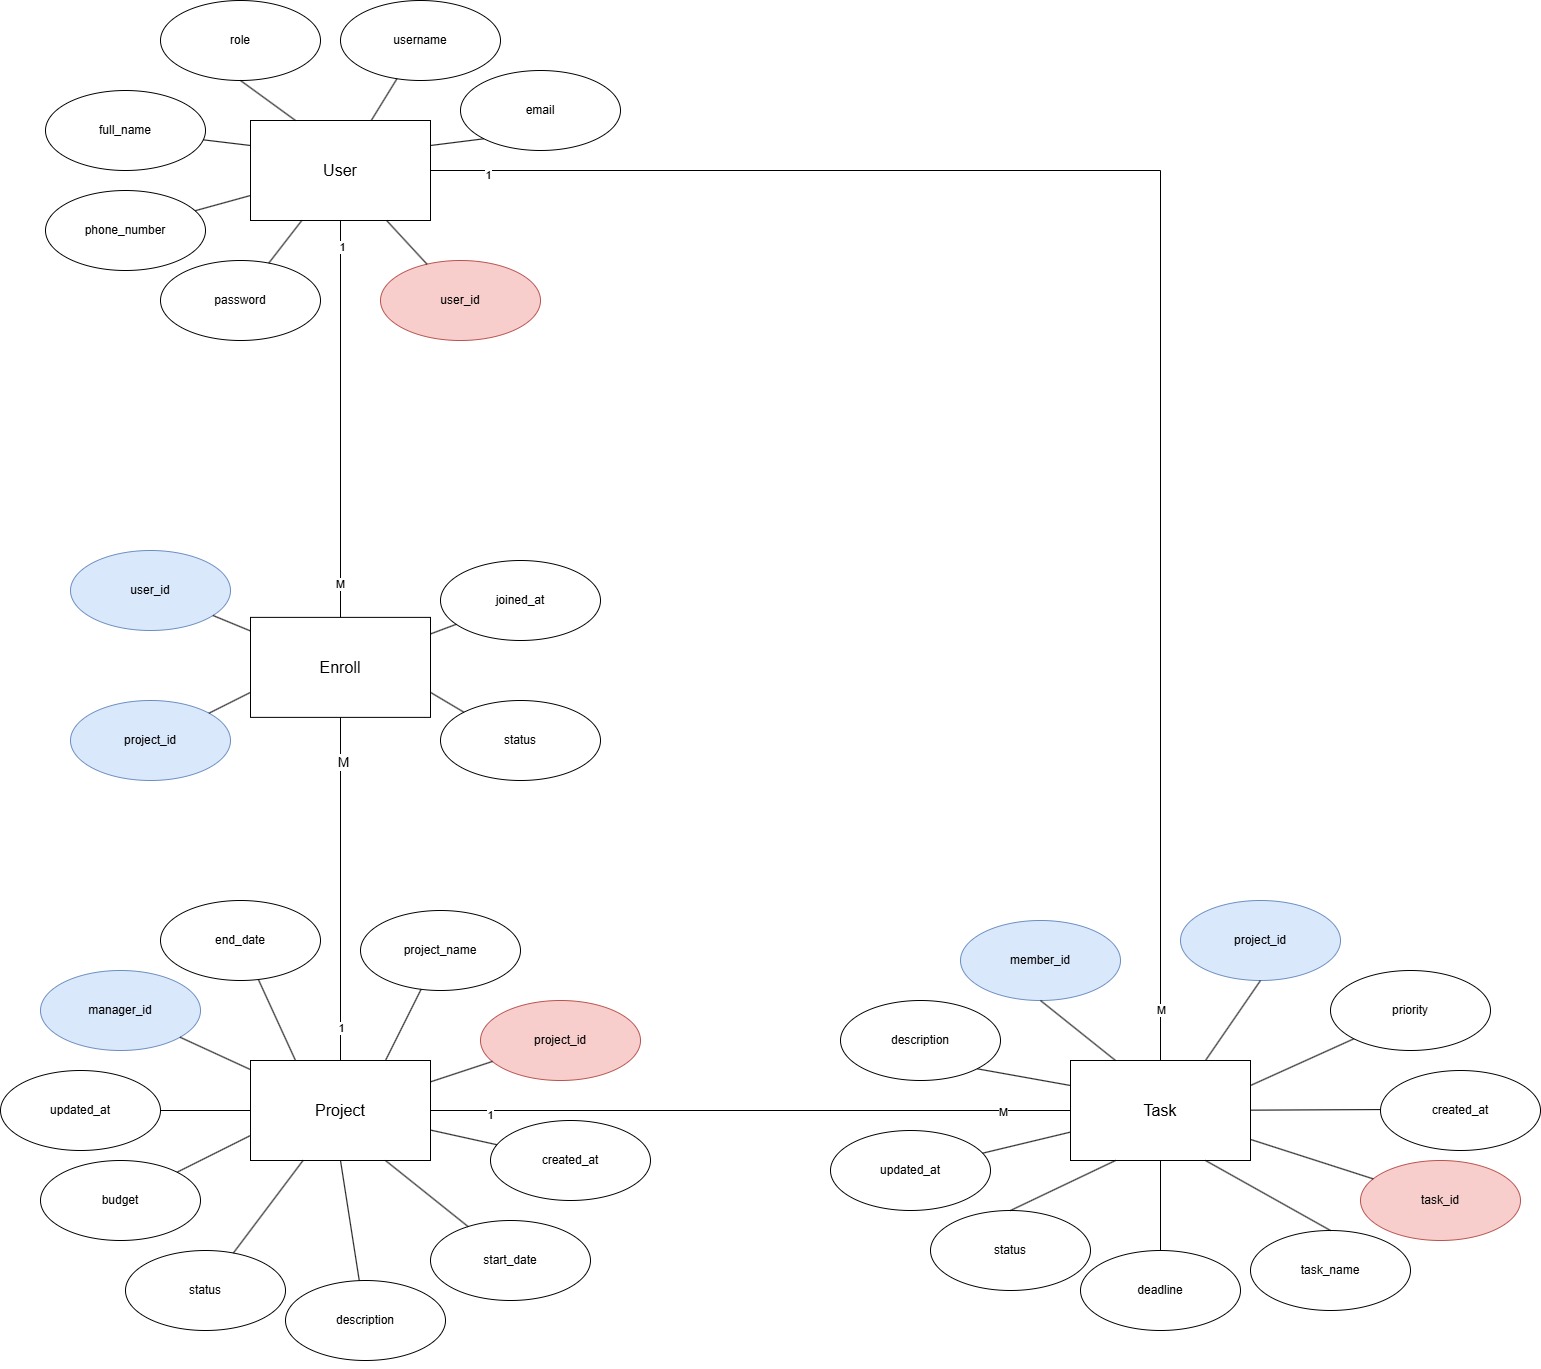 role
username
email
full_name
User
1
phone_number
1
password
user_id
M
user_id
joined_at
Enroll
project_id
status
M
end_date
project_name
member_id
project_id
manager_id
priority
M
1
project_id
description
updated_at
Project
1
M
Task
created_at
created_at
updated_at
budget
task_id
start_date
status
task_name
status
deadline
description